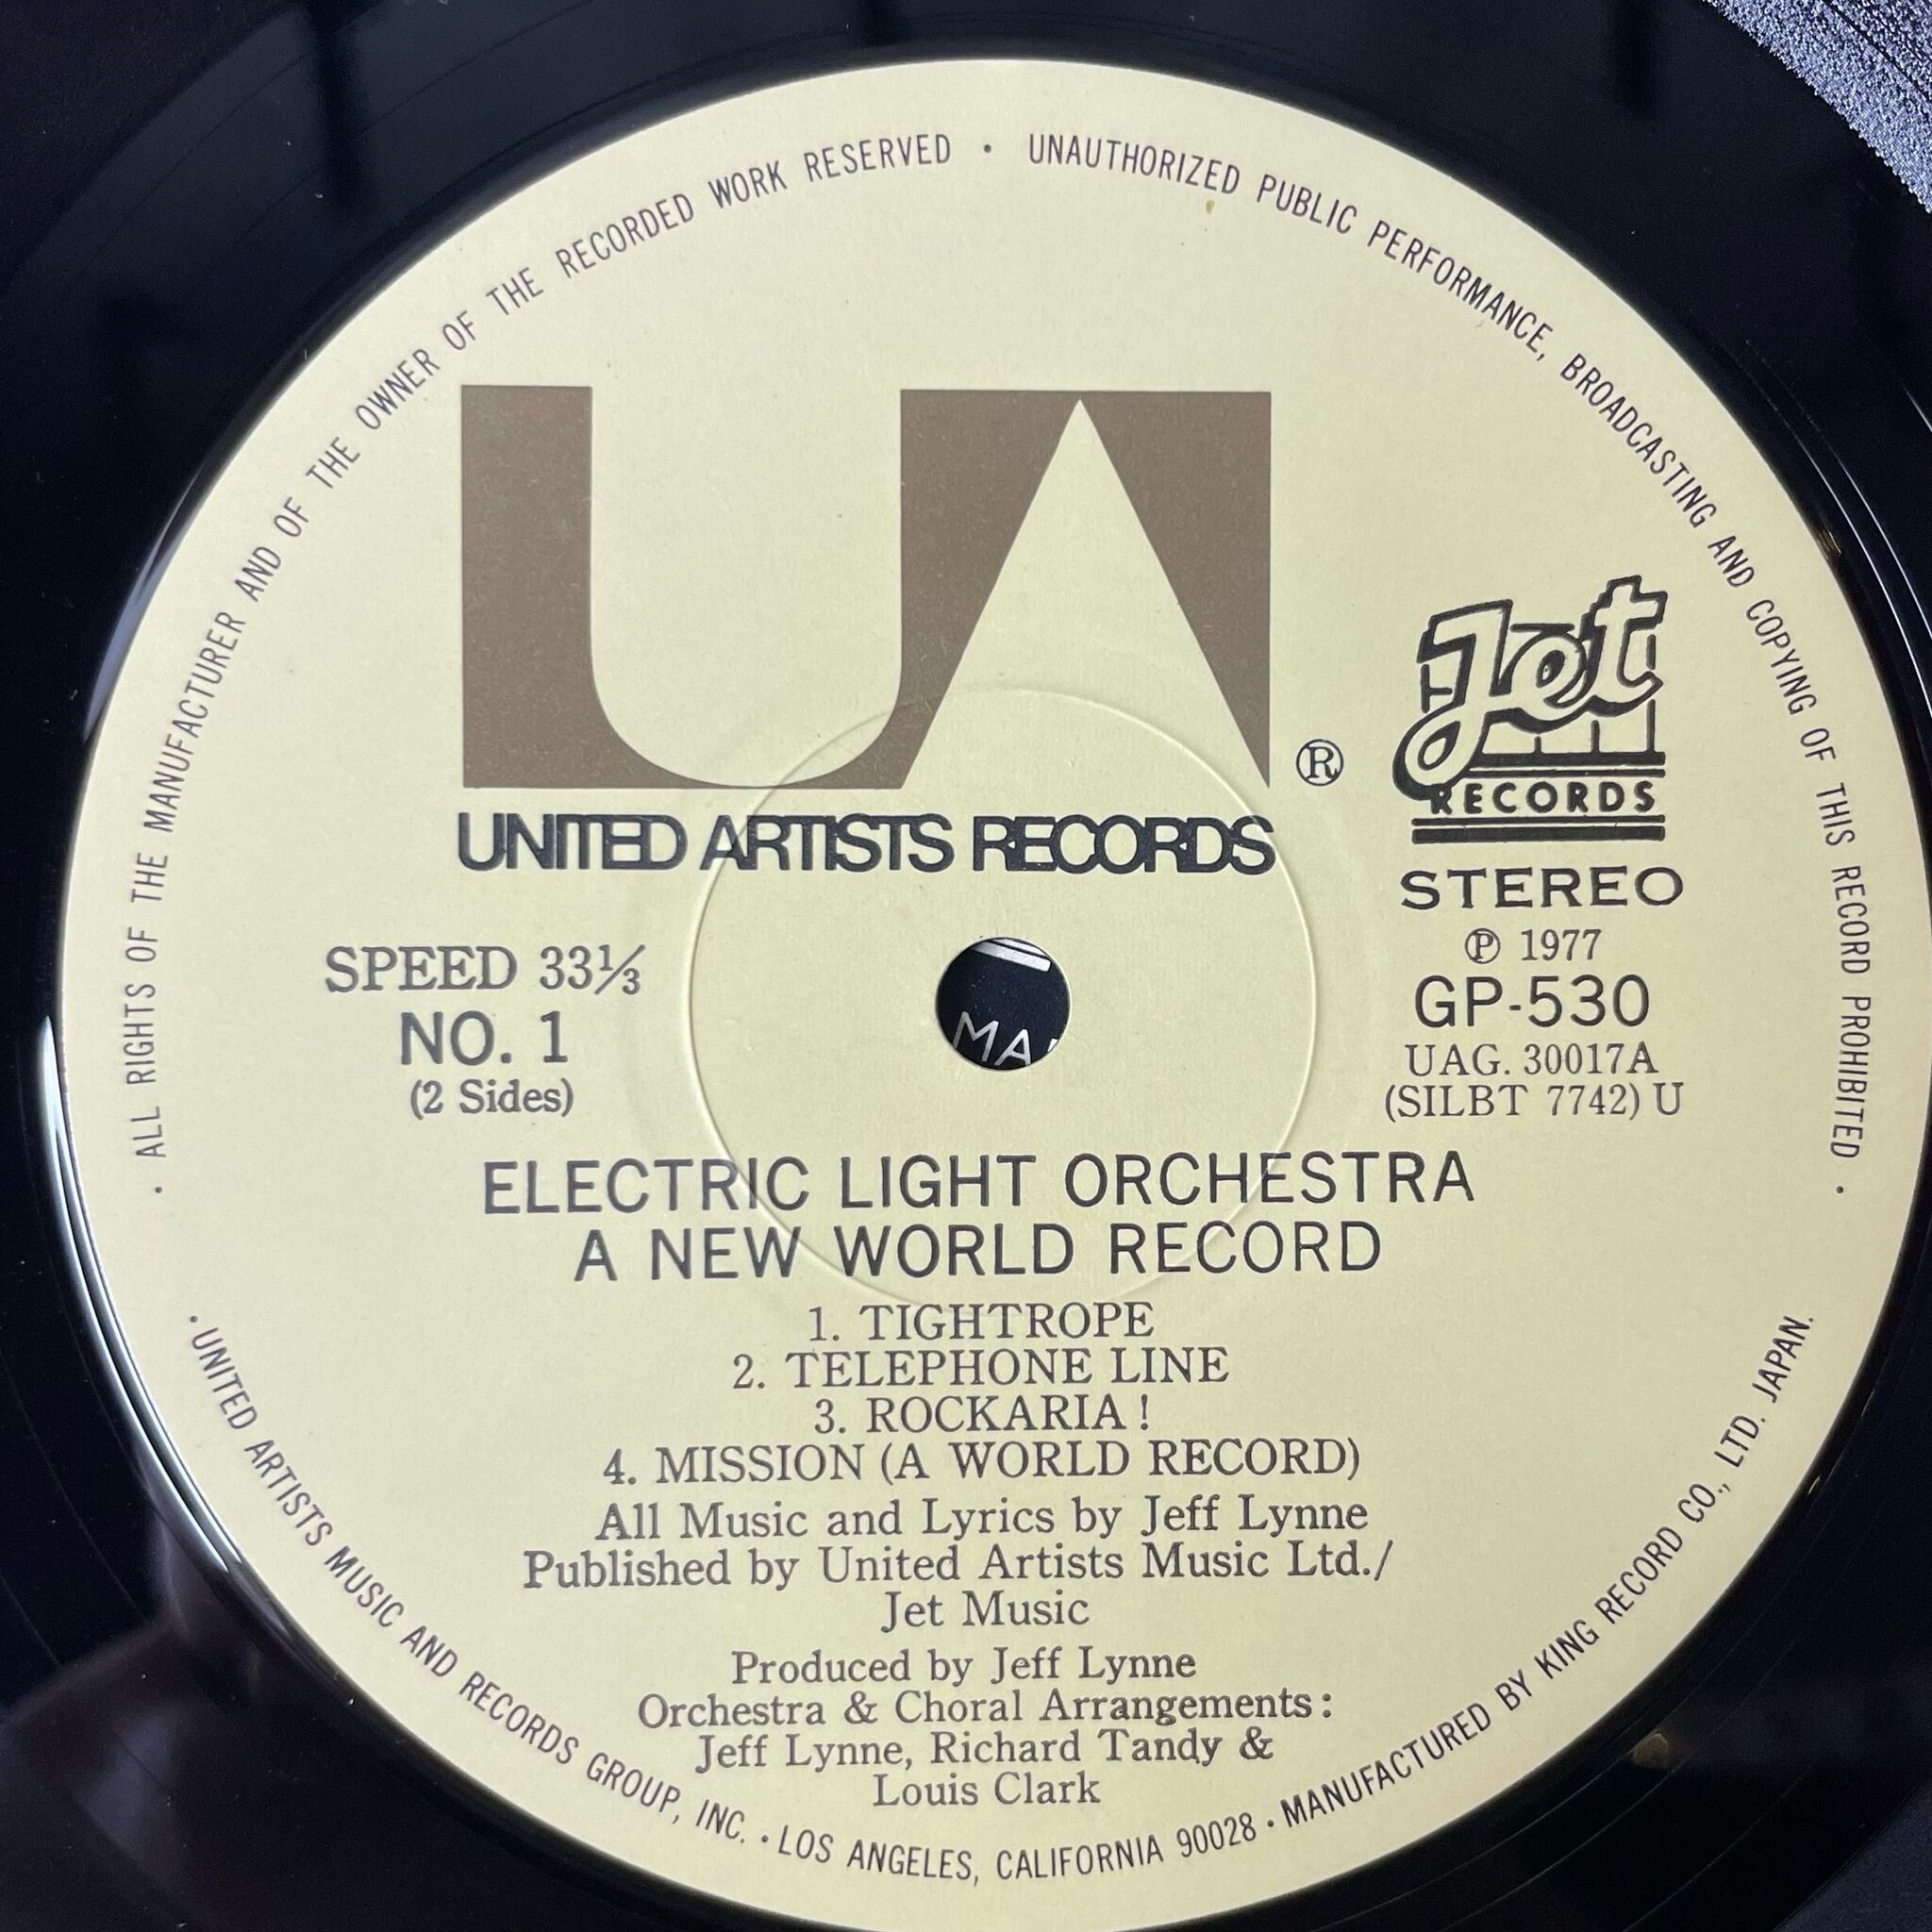 · ALL RIGHTS OF THE MANUFACTURER AND OF THE OWNER OF THE RECORDED WORK RESERVED · UNAUTHORIZED PUBLIC PERFORMANCE, BROADCASTING AND COPYING OF THIS RECORD PROHIBITED ·
UA
®
Jet
RECORDS
UNITED ARTISTS RECORDS
STEREO
SPEED 33⅓
℗ 1977
NO. 1
GP-530
(2 Sides)
UAG. 30017A
(SILBT 7742) U
MA
ELECTRIC LIGHT ORCHESTRA
A NEW WORLD RECORD
1. TIGHTROPE
2. TELEPHONE LINE
3. ROCKARIA !
4. MISSION (A WORLD RECORD)
All Music and Lyrics by Jeff Lynne
Published by United Artists Music Ltd./
Jet Music
Produced by Jeff Lynne
Orchestra & Choral Arrangements :
Jeff Lynne, Richard Tandy &
Louis Clark
· UNITED ARTISTS MUSIC AND RECORDS GROUP, INC. · LOS ANGELES, CALIFORNIA 90028 · MANUFACTURED BY KING RECORD CO., LTD. JAPAN.